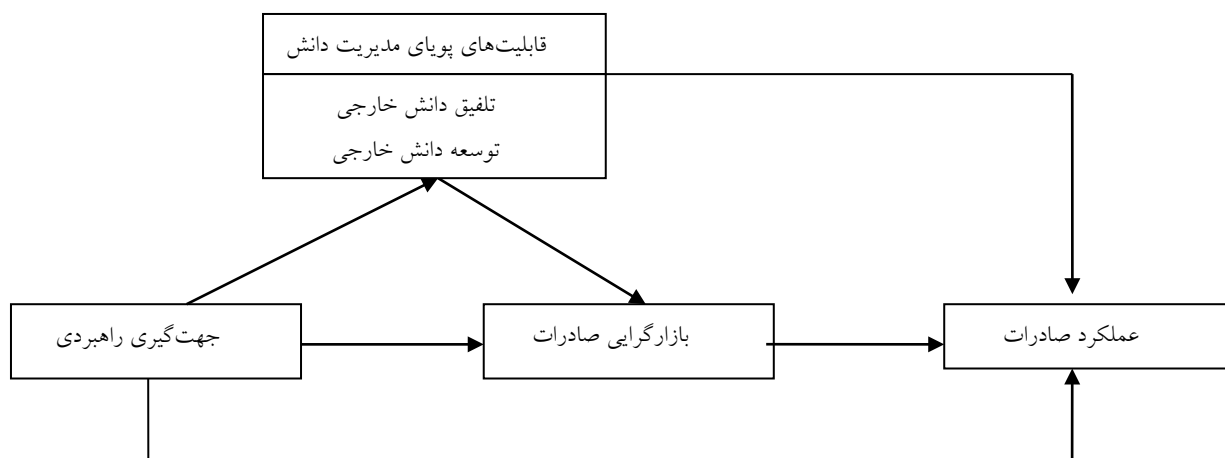 قابلیت‌های پویای مدیریت دانش
تلفیق دانش خارجی
توسعه دانش خارجی
جهت‌گیری راهبردی
بازارگرایی صادرات
عملکرد صادرات